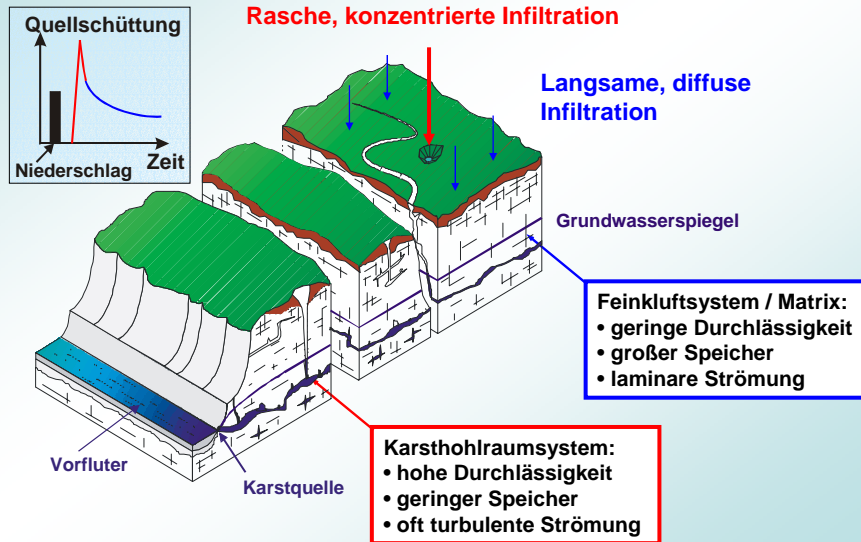 Quellschüttung
Zeit
Niederschlag
Rasche, konzentrierte Infiltration
Langsame, diffuse
Infiltration
Grundwasserspiegel
Feinkluftsystem / Matrix:
• geringe Durchlässigkeit
• großer Speicher
• laminare Strömung
Vorfluter
Karstquelle
Karsthohlraumsystem:
• hohe Durchlässigkeit
• geringer Speicher
• oft turbulente Strömung